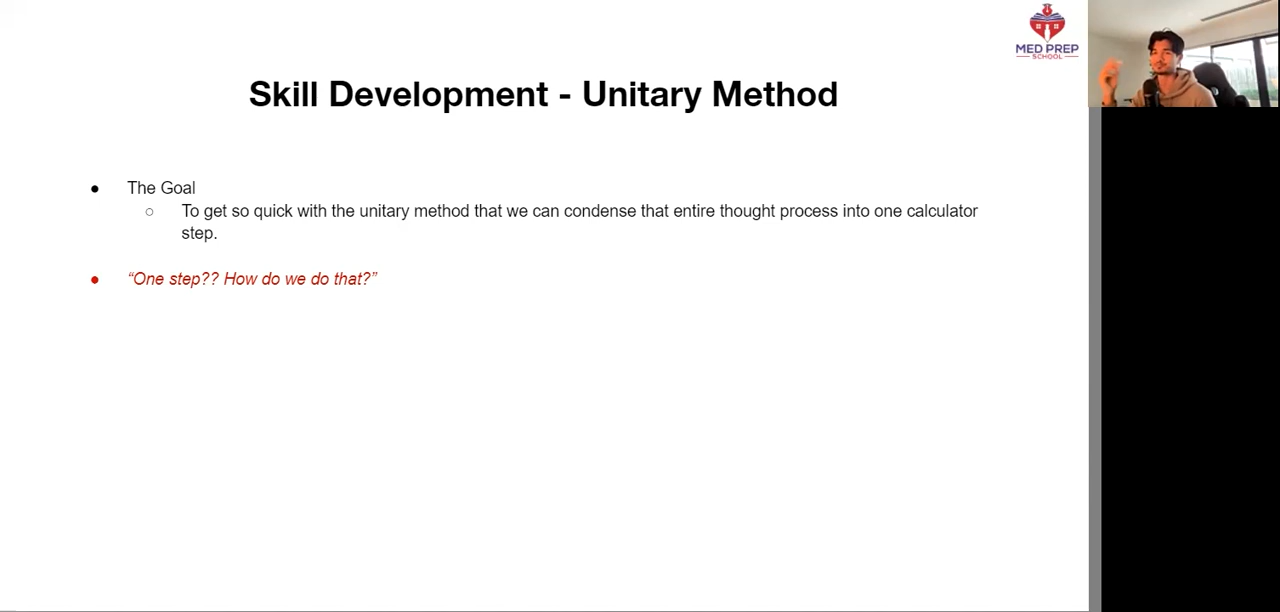 MED PREP
SCHOOL
Skill Development - Unitary Method
● The Goal
○ To get so quick with the unitary method that we can condense that entire thought process into one calculator
step.
● “One step?? How do we do that?”